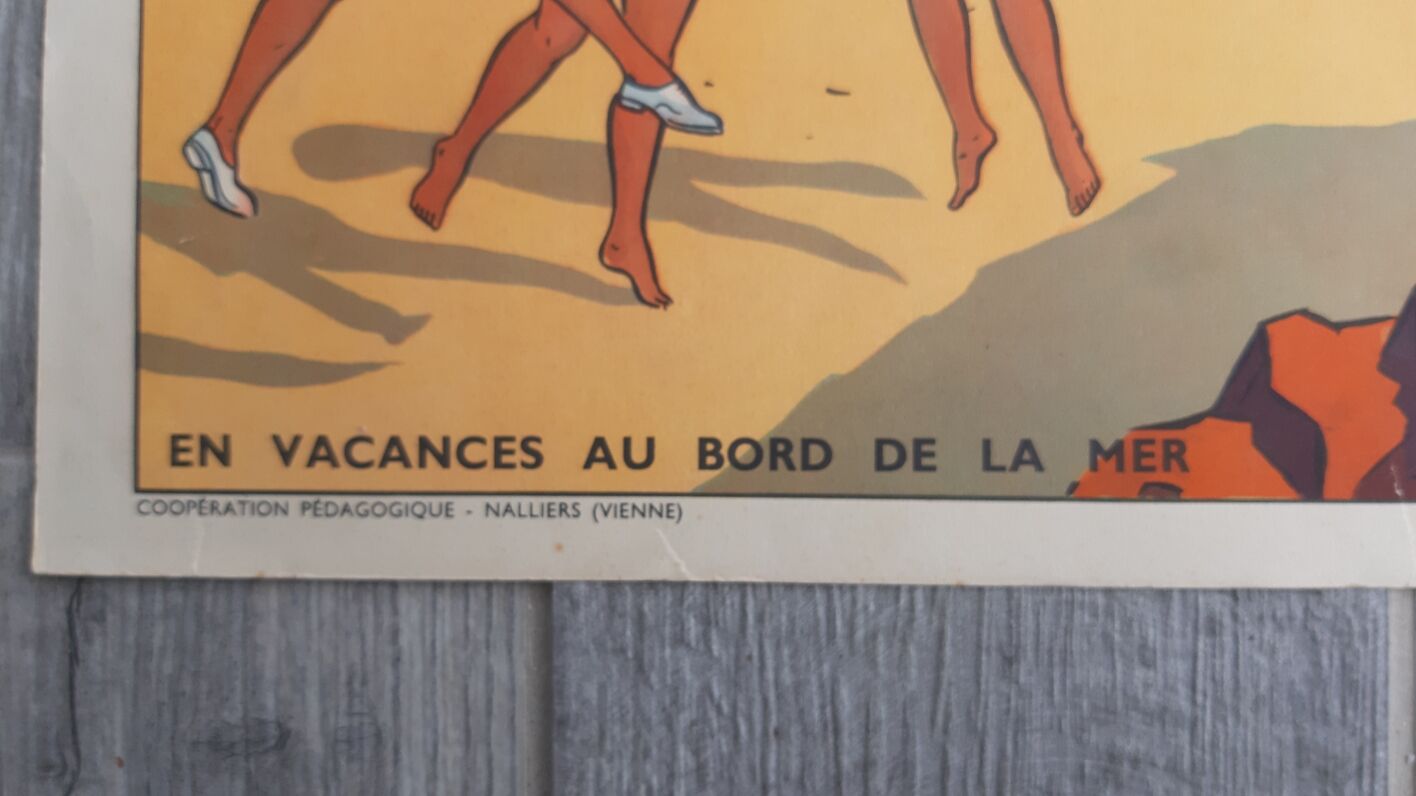 EN VACANCES AU BORD DE LA MER
COOPÉRATION PÉDAGOGIQUE - NALLIERS (VIENNE)